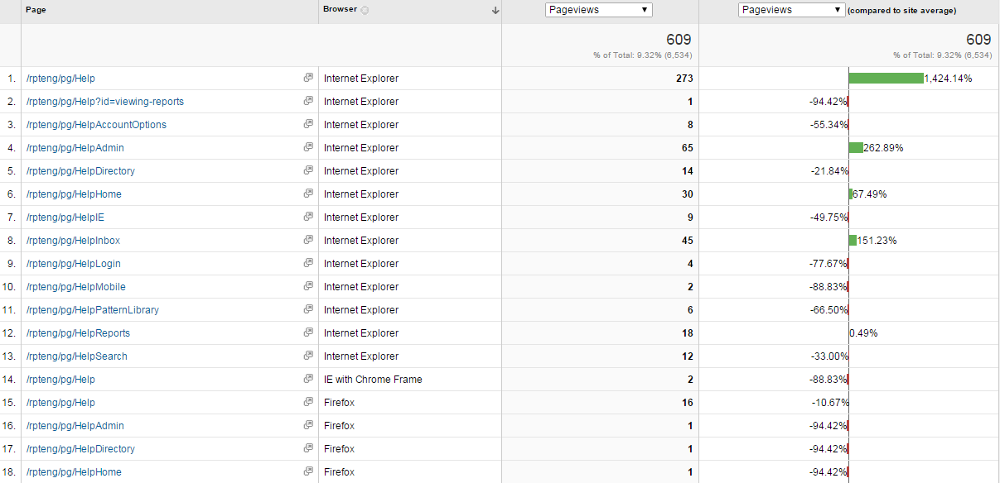 Page Browser Pageviews Pageviews (compared to site average)
609 609
% of Total: 9.32% (6,534) % of Total: 9.32% (6,534)
1. /rpteng/pg/Help Internet Explorer 273 1,424.14%
2. /rpteng/pg/Help?id=viewing-reports Internet Explorer 1 -94.42%
3. /rpteng/pg/HelpAccountOptions Internet Explorer 8 -55.34%
4. /rpteng/pg/HelpAdmin Internet Explorer 65 262.89%
5. /rpteng/pg/HelpDirectory Internet Explorer 14 -21.84%
6. /rpteng/pg/HelpHome Internet Explorer 30 67.49%
7. /rpteng/pg/HelpIE Internet Explorer 9 -49.75%
8. /rpteng/pg/HelpInbox Internet Explorer 45 151.23%
9. /rpteng/pg/HelpLogin Internet Explorer 4 -77.67%
10. /rpteng/pg/HelpMobile Internet Explorer 2 -88.83%
11. /rpteng/pg/HelpPatternLibrary Internet Explorer 6 -66.50%
12. /rpteng/pg/HelpReports Internet Explorer 18 0.49%
13. /rpteng/pg/HelpSearch Internet Explorer 12 -33.00%
14. /rpteng/pg/Help IE with Chrome Frame 2 -88.83%
15. /rpteng/pg/Help Firefox 16 -10.67%
16. /rpteng/pg/HelpAdmin Firefox 1 -94.42%
17. /rpteng/pg/HelpDirectory Firefox 1 -94.42%
18. /rpteng/pg/HelpHome Firefox 1 -94.42%